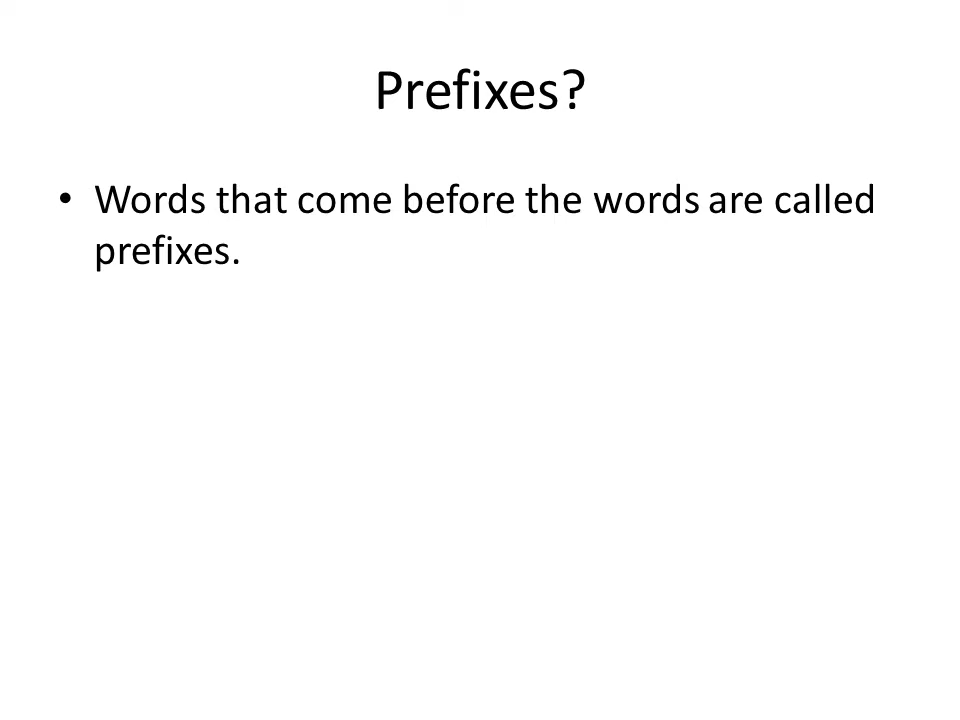 Prefixes?
• Words that come before the words are called
prefixes.